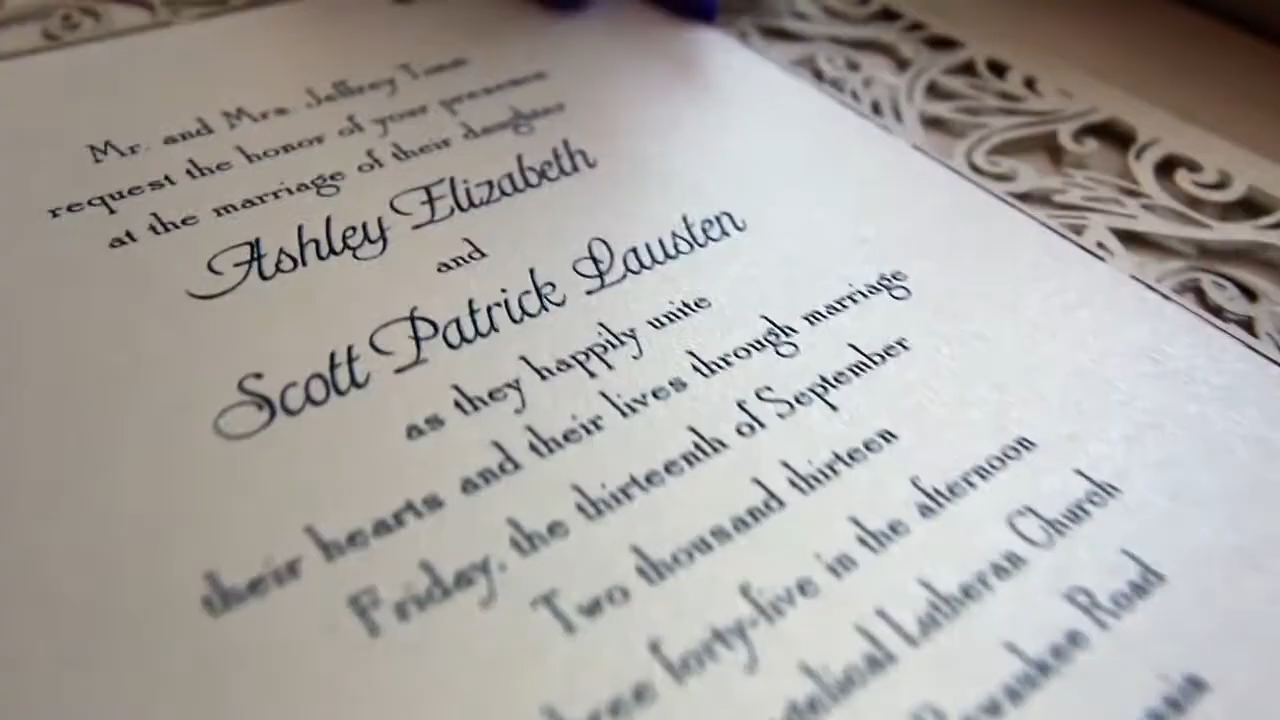 Mr. and Mrs. Jeffrey
request the honor of your presence
at the marriage of their daughter
Ashley Elizabeth
and
Scott Patrick Lausten
as they happily unite
their hearts and their lives through marriage
Friday, the thirteenth of September
Two thousand thirteen
forty-five in the afternoon
Lutheran Church
Road